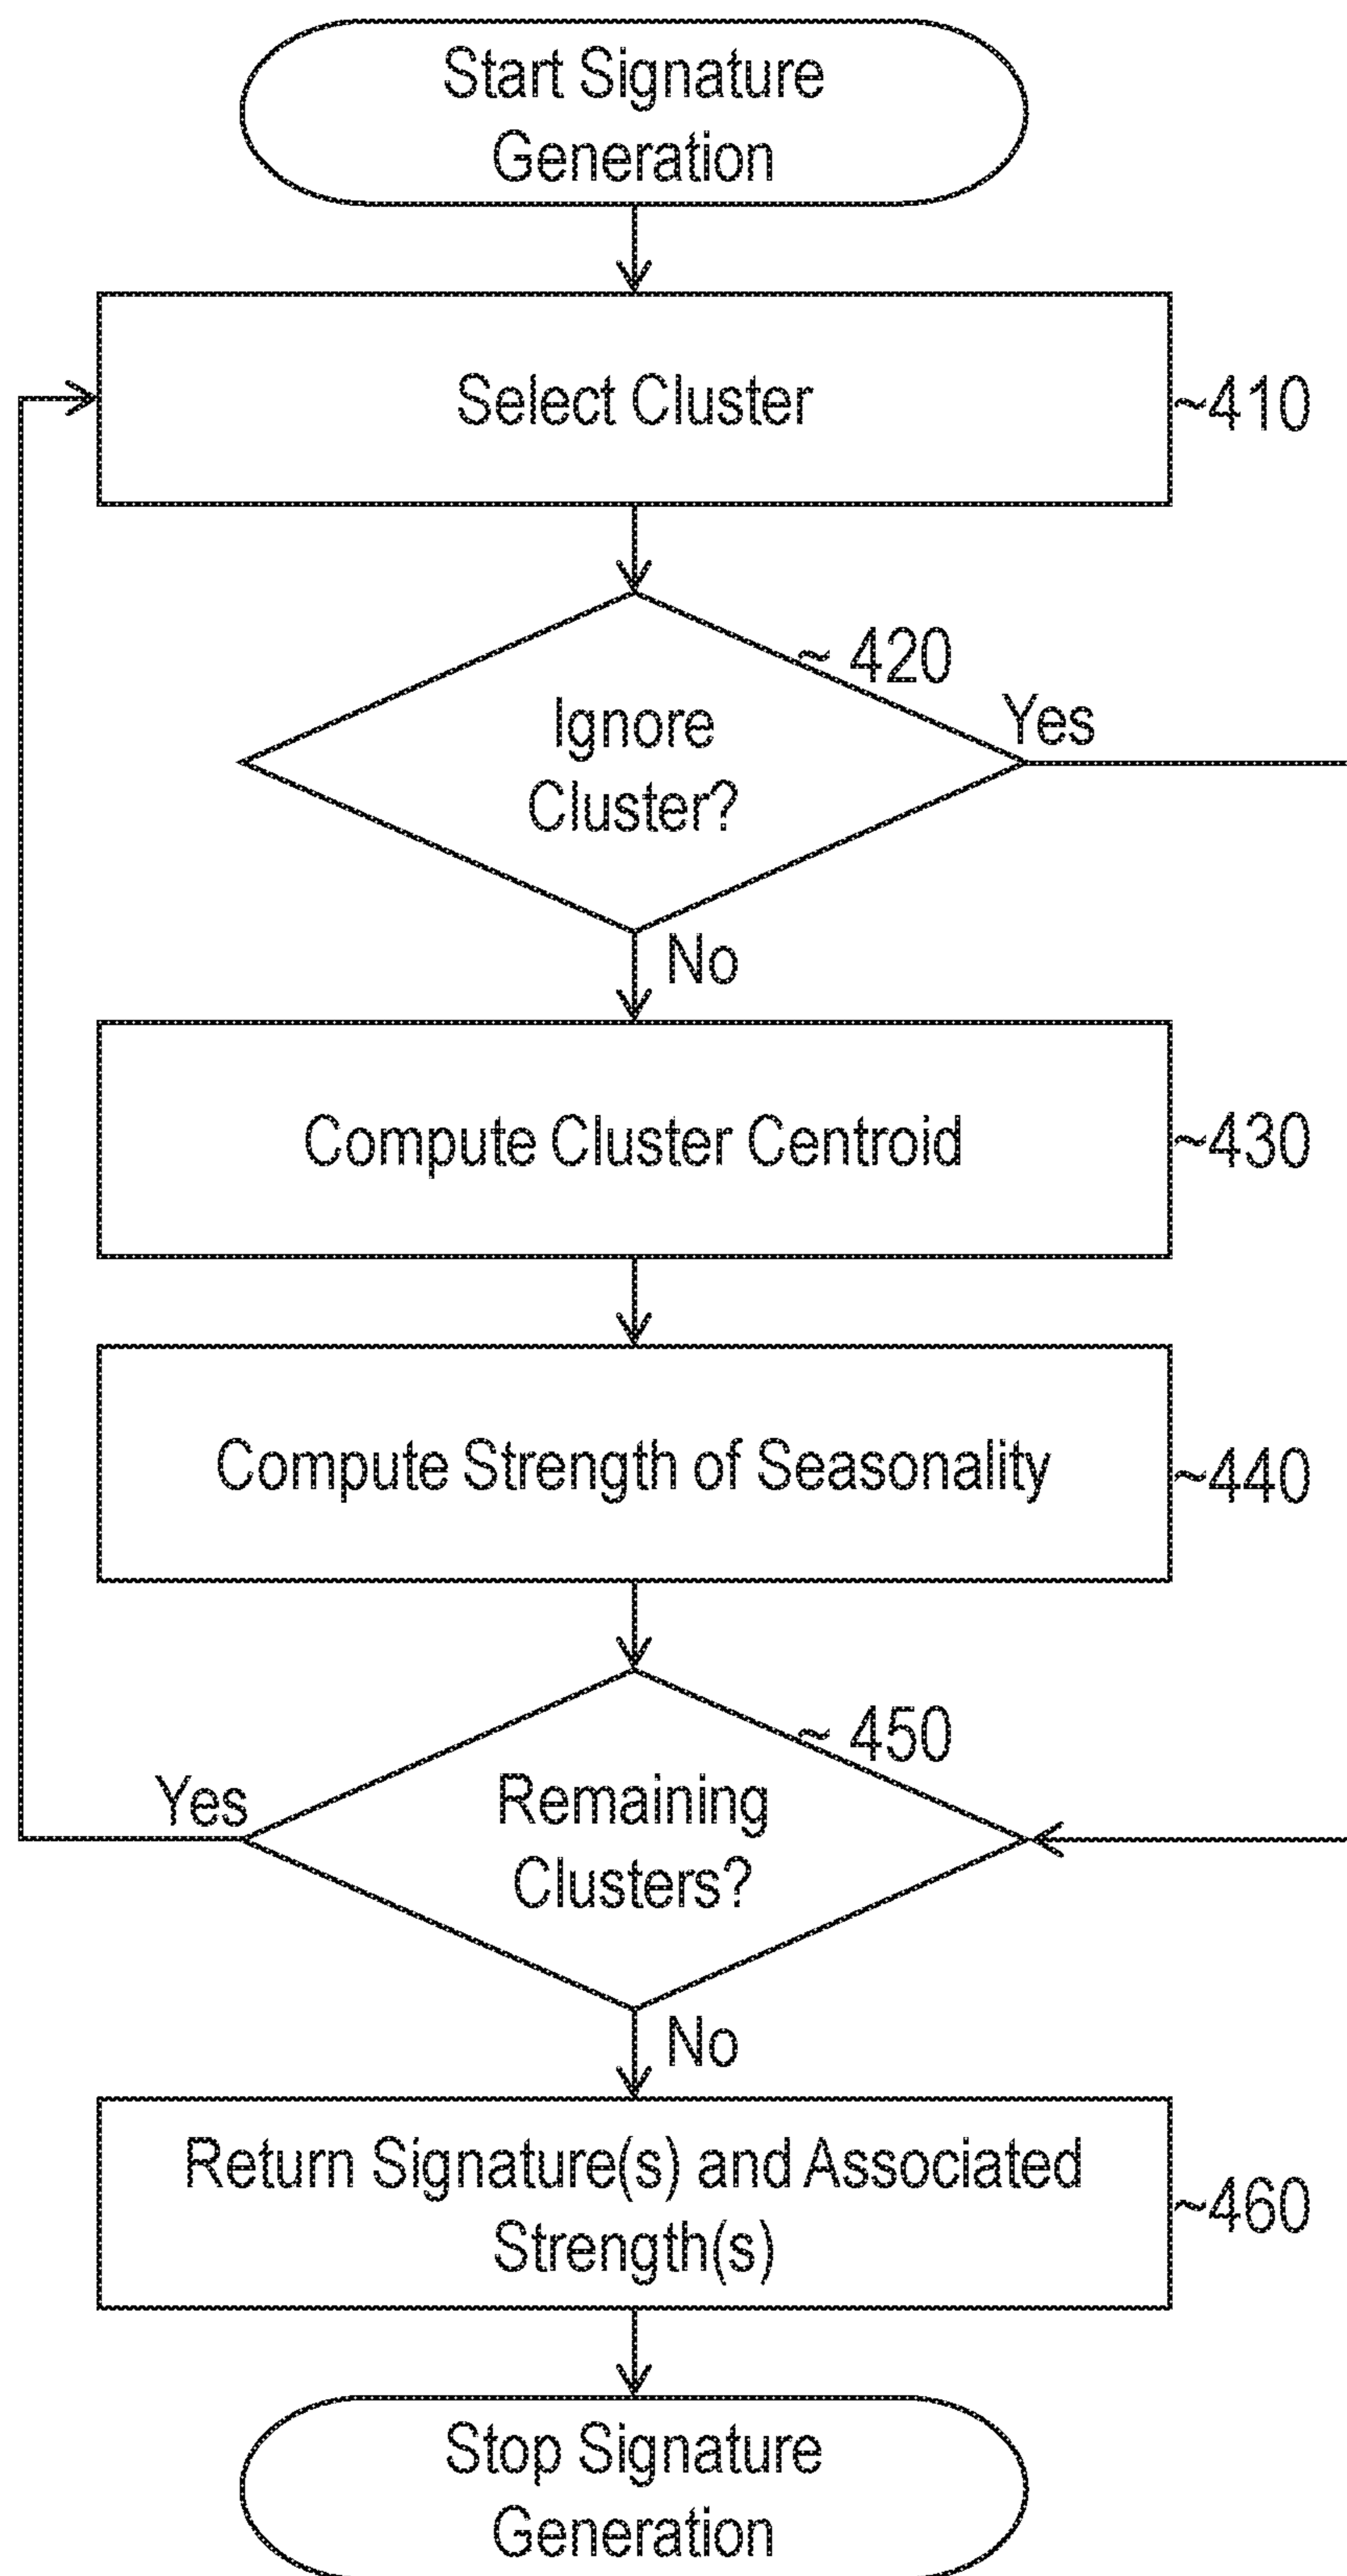 Start Signature
Generation
Select Cluster
~410
~ 420
Ignore
Cluster?
Yes
No
Compute Cluster Centroid
~430
Compute Strength of Seasonality
~440
~ 450
Yes
Remaining
Clusters?
No
Return Signature(s) and Associated
Strength(s)
~460
Stop Signature
Generation